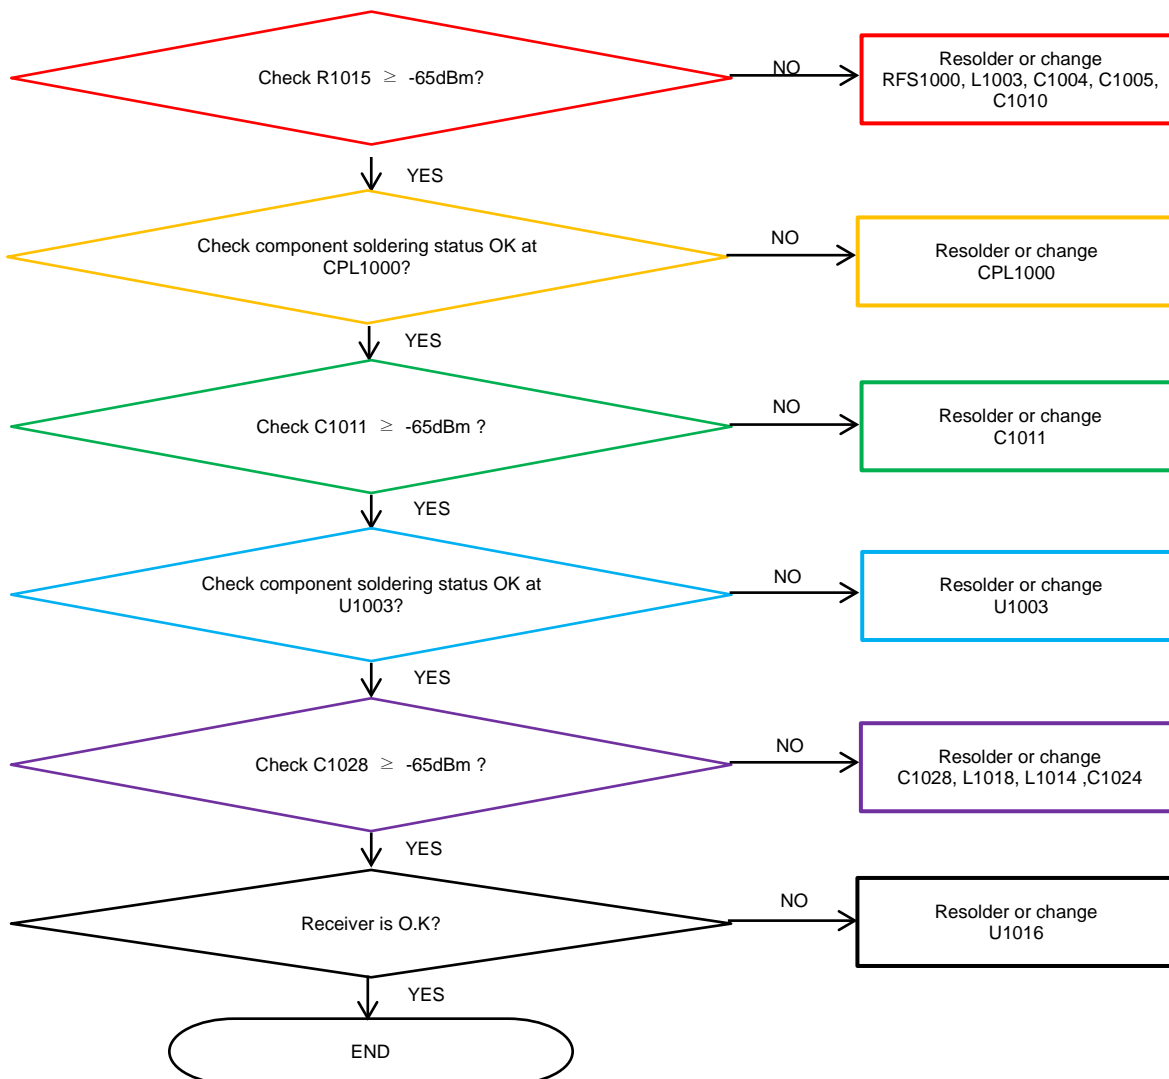 Check R1015 ≥ -65dBm?
NO
Resolder or change
RFS1000, L1003, C1004, C1005,
C1010
YES
Check component soldering status OK at
CPL1000?
NO
Resolder or change
CPL1000
YES
Check C1011 ≥ -65dBm ?
NO
Resolder or change
C1011
YES
Check component soldering status OK at
U1003?
NO
Resolder or change
U1003
YES
Check C1028 ≥ -65dBm ?
NO
Resolder or change
C1028, L1018, L1014 ,C1024
YES
Receiver is O.K?
NO
Resolder or change
U1016
YES
END